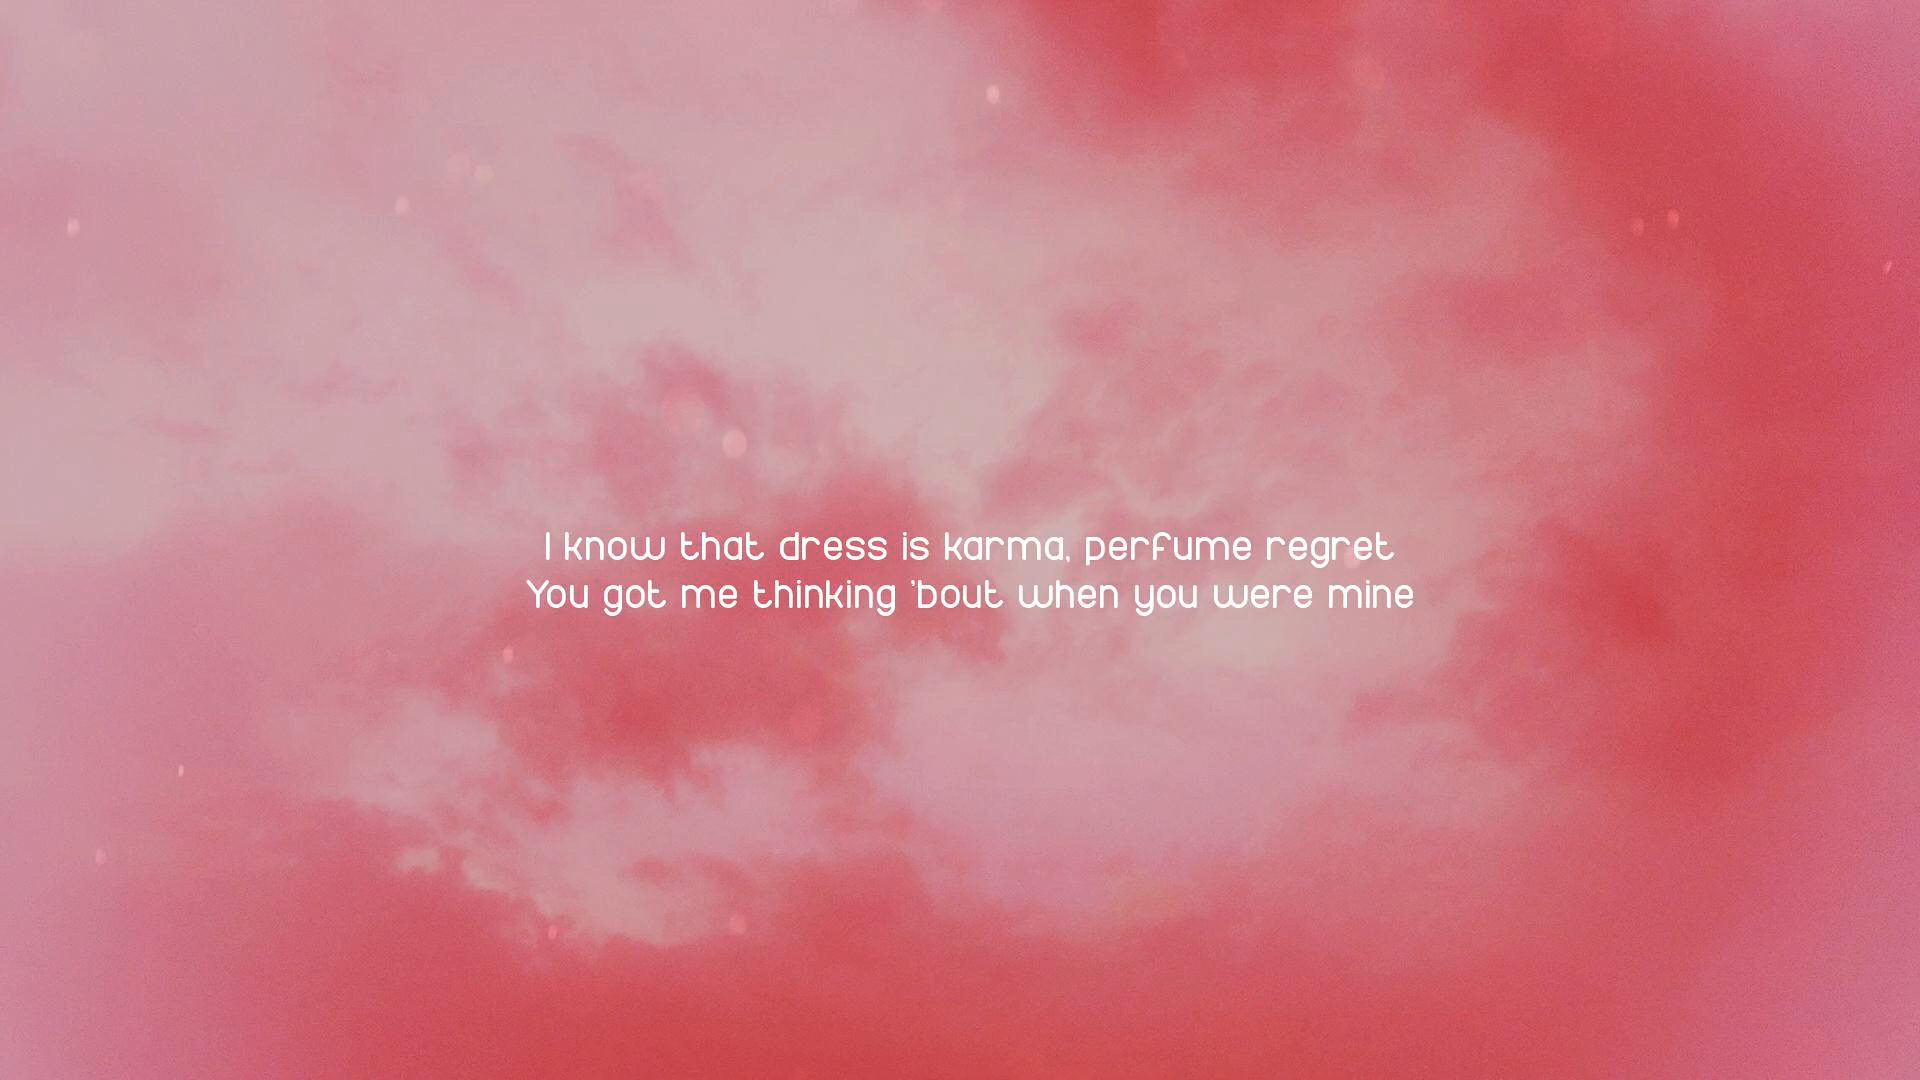 I know that dress is karma, perfume regret
You got me thinking 'bout when you were mine